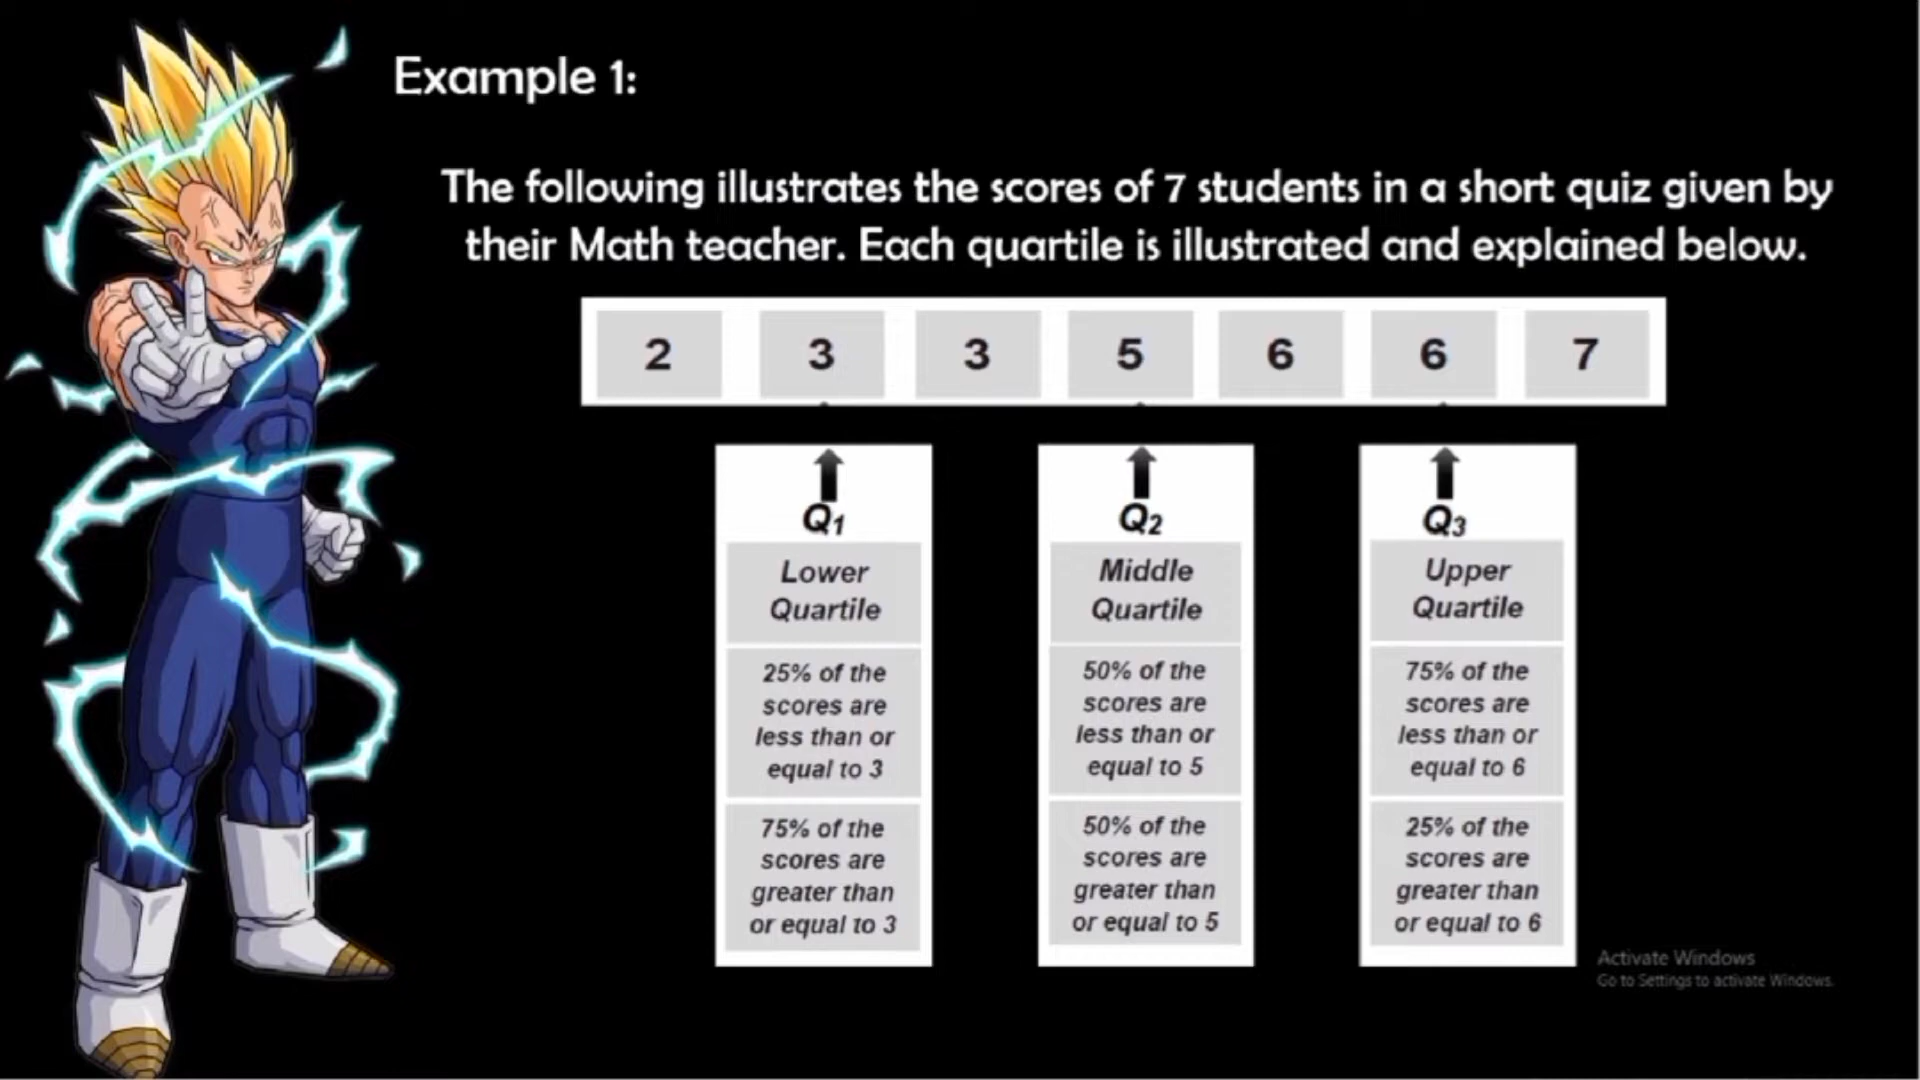 Example 1:
The following illustrates the scores of 7 students in a short quiz given by
their Math teacher. Each quartile is illustrated and explained below.
2 3 3 5 6 6 7
Q1
Lower
Quartile
25% of the
scores are
less than or
equal to 3
75% of the
scores are
greater than
or equal to 3
Q2
Middle
Quartile
50% of the
scores are
less than or
equal to 5
50% of the
scores are
greater than
or equal to 5
Q3
Upper
Quartile
75% of the
scores are
less than or
equal to 6
25% of the
scores are
greater than
or equal to 6
Activate Windows
Go to Settings to activate Windows.